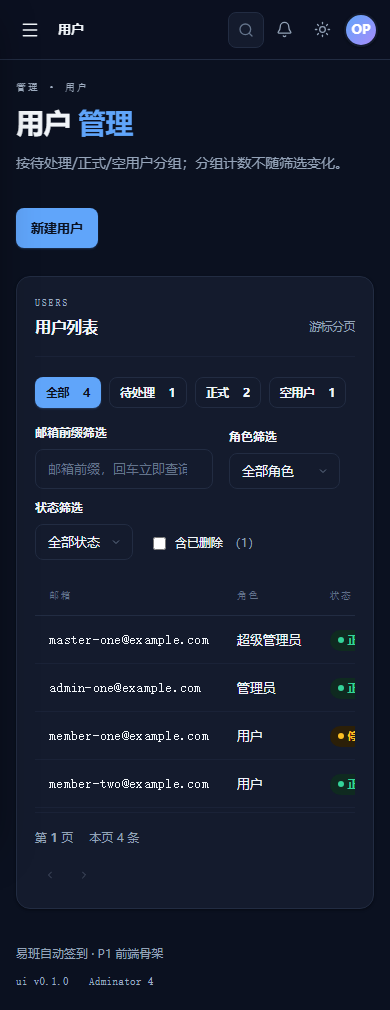 用户
OP
管理 • 用户
用户 管理
按待处理/正式/空用户分组；分组计数不随筛选变化。
新建用户
USERS
用户列表
游标分页
全部 4 待处理 1 正式 2 空用户 1
邮箱前缀筛选
角色筛选
邮箱前缀，回车立即查询
全部角色
状态筛选
全部状态 含已删除 (1)
邮箱 角色 状态
master-one@example.com 超级管理员 正
admin-one@example.com 管理员 正
member-one@example.com 用户 停
member-two@example.com 用户 正
第 1 页 本页 4 条
易班自动签到 · P1 前端骨架
ui v0.1.0 Adminator 4